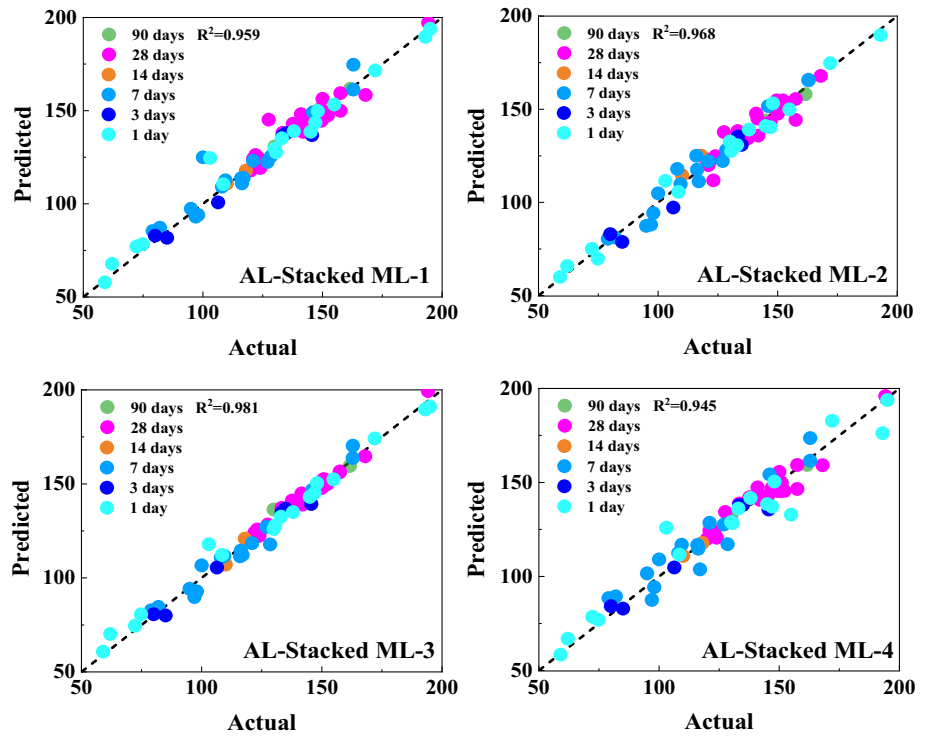 200
150
100
50
50
100
150
200
Predicted
Actual
90 days R²=0.959
28 days
14 days
7 days
3 days
1 day
AL-Stacked ML-1
200
150
100
50
50
100
150
200
Predicted
Actual
90 days R²=0.968
28 days
14 days
7 days
3 days
1 day
AL-Stacked ML-2
200
150
100
50
50
100
150
200
Predicted
Actual
90 days R²=0.981
28 days
14 days
7 days
3 days
1 day
AL-Stacked ML-3
200
150
100
50
50
100
150
200
Predicted
Actual
90 days R²=0.945
28 days
14 days
7 days
3 days
1 day
AL-Stacked ML-4